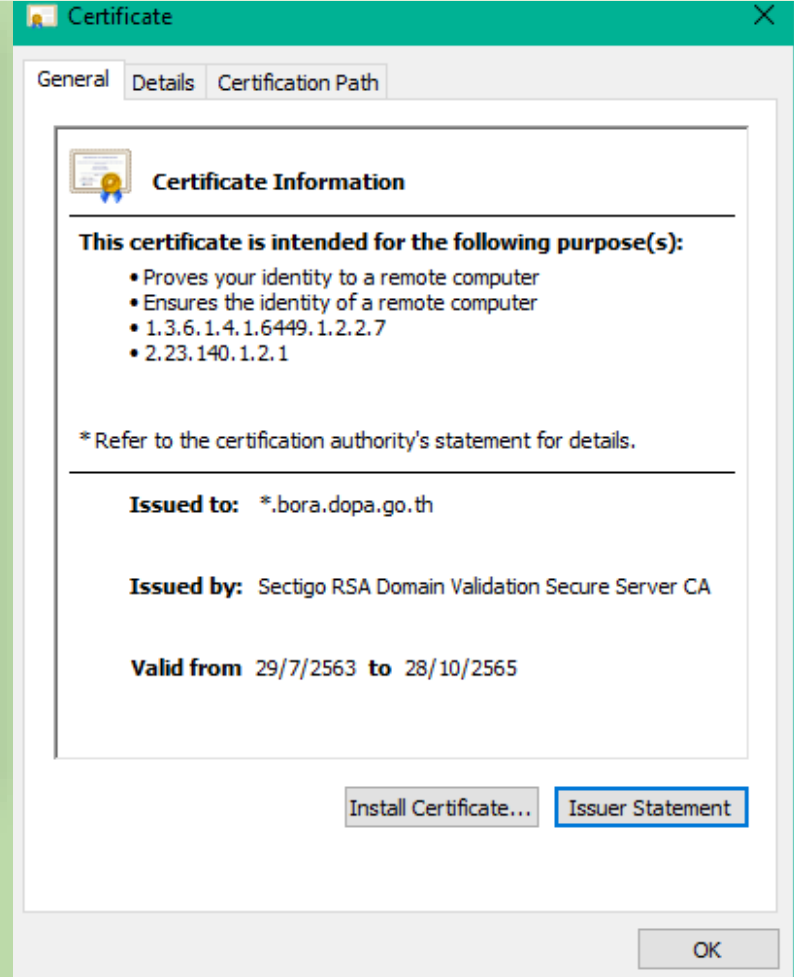 Certificate
General Details Certification Path
Certificate Information
This certificate is intended for the following purpose(s):
• Proves your identity to a remote computer
• Ensures the identity of a remote computer
• 1.3.6.1.4.1.6449.1.2.2.7
• 2.23.140.1.2.1
* Refer to the certification authority's statement for details.
Issued to: *.bora.dopa.go.th
Issued by: Sectigo RSA Domain Validation Secure Server CA
Valid from 29/7/2563 to 28/10/2565
Install Certificate... Issuer Statement
OK